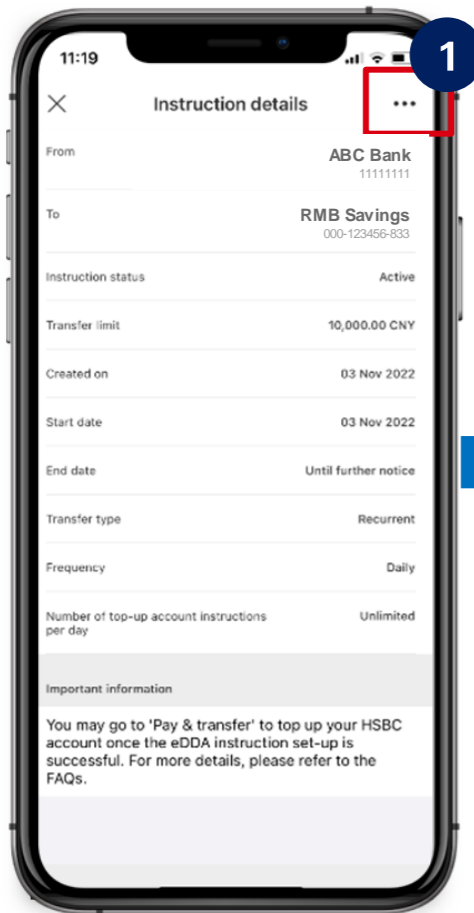 1
11:19
Instruction details
From
ABC Bank
11111111
To
RMB Savings
000-123456-833
Instruction status Active
Transfer limit 10,000.00 CNY
Created on 03 Nov 2022
Start date 03 Nov 2022
End date Until further notice
Transfer type Recurrent
Frequency Daily
Number of top-up account instructions Unlimited
per day
Important information
You may go to 'Pay & transfer' to top up your HSBC
account once the eDDA instruction set-up is
successful. For more details, please refer to the
FAQs.